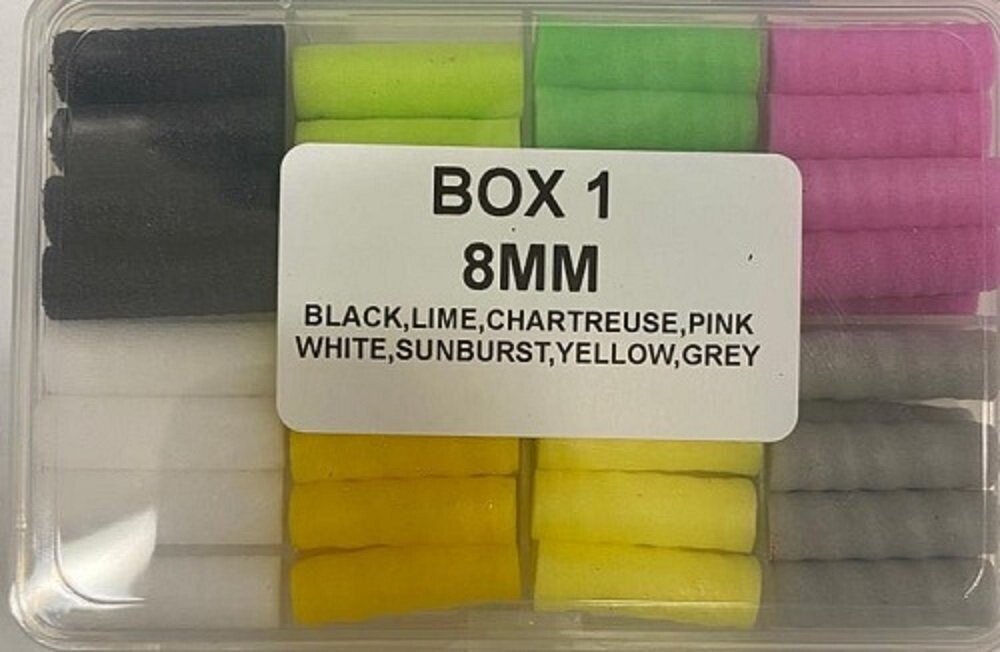 BOX 1
8MM
BLACK,LIME,CHARTREUSE,PINK
WHITE,SUNBURST,YELLOW,GREY